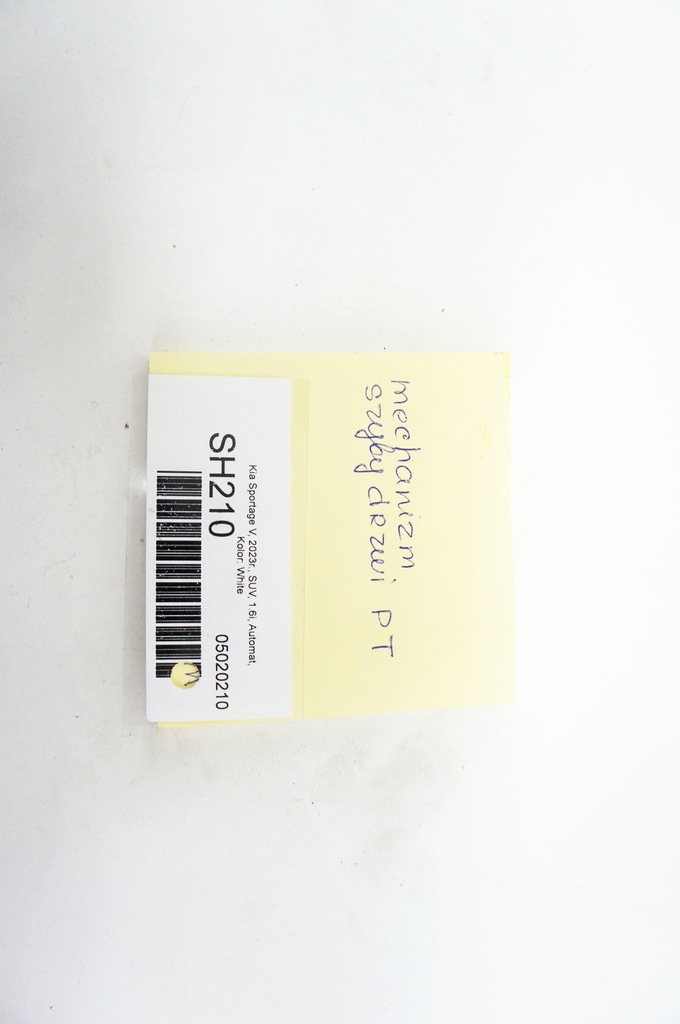 mechanizm
szyby drzwi PT
Kia Sportage V, 2023r., SUV, 1.6i, Automat,
Kolor: White
SH210
05020210